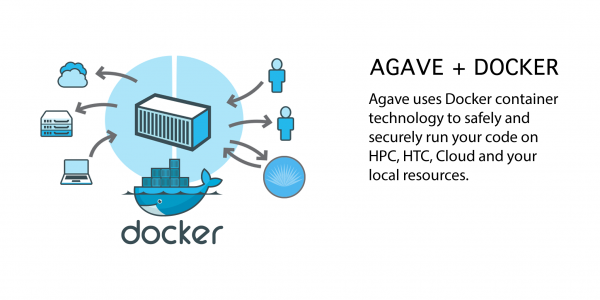 AGAVE + DOCKER
Agave uses Docker container
technology to safely and
securely run your code on
HPC, HTC, Cloud and your
local resources.
docker